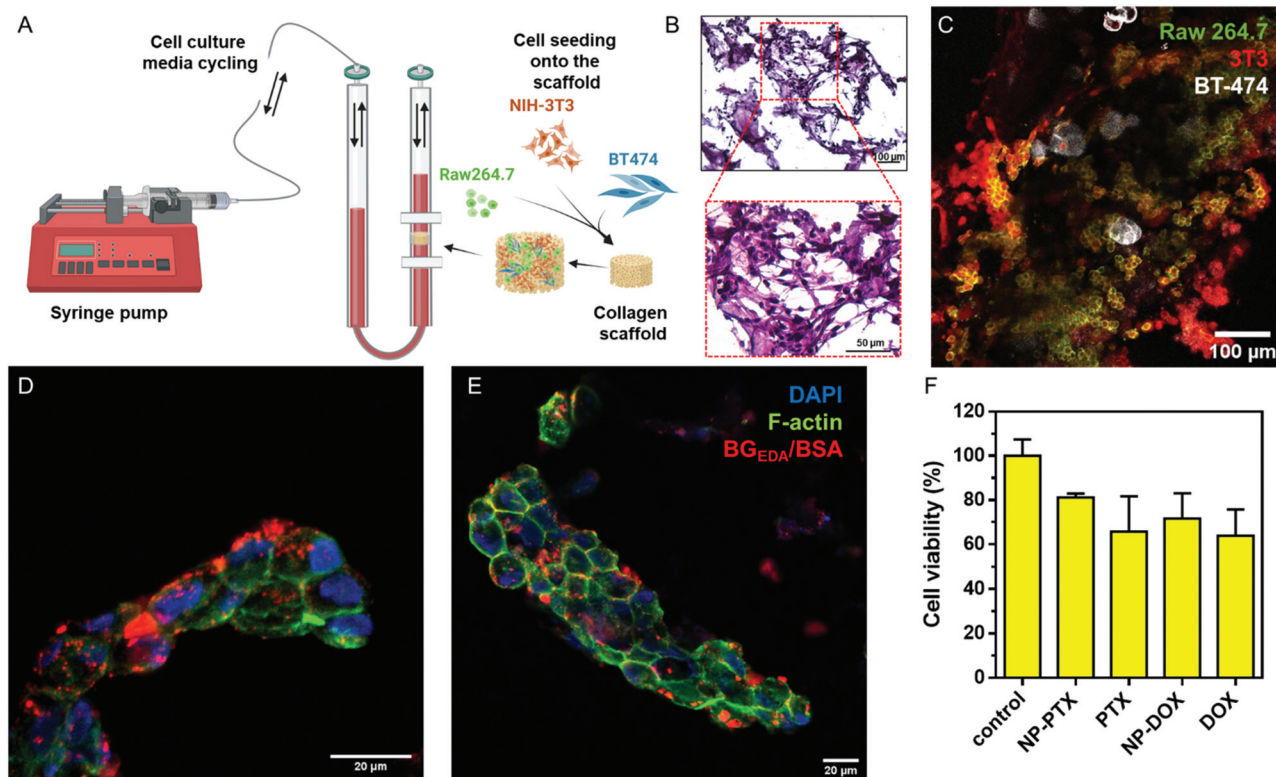 A
Cell culture
media cycling
Cell seeding
onto the
scaffold
NIH-3T3
BT474
Raw264.7
Syringe pump
Collagen
scaffold
B
100 µm
50 µm
C
Raw 264.7
3T3
BT-474
100 µm
D
20 µm
E
DAPI
F-actin
BGEDA/BSA
20 µm
F
Cell viability (%)
120
100
80
60
40
20
0
control
NP-PTX
PTX
NP-DOX
DOX